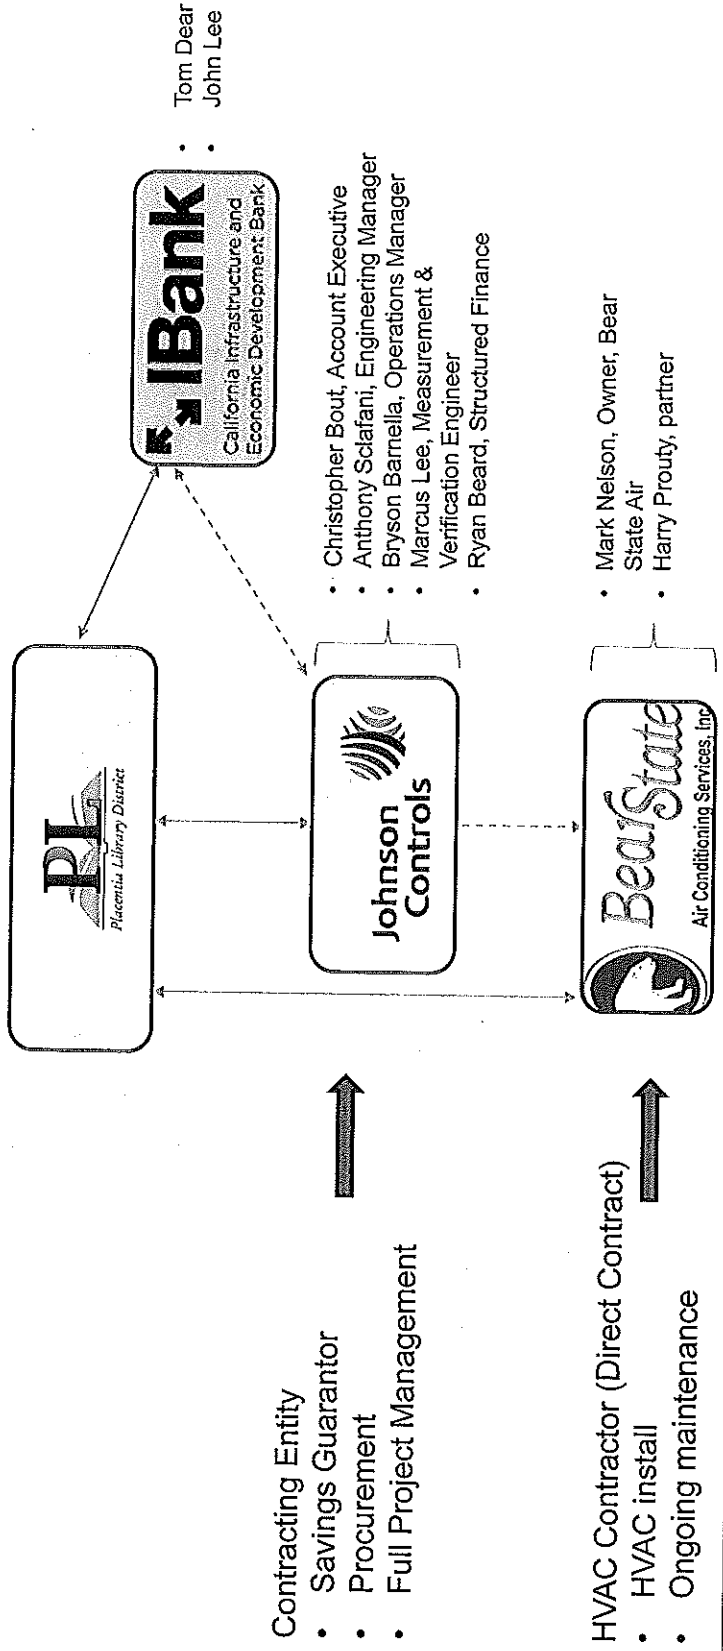 PL
Placentia Library District
IBank
California Infrastructure and
Economic Development Bank
• Tom Dear
• John Lee
Contracting Entity
• Savings Guarantor
• Procurement
• Full Project Management
Johnson
Controls
• Christopher Bout, Account Executive
• Anthony Sclafani, Engineering Manager
• Bryson Barnella, Operations Manager
• Marcus Lee, Measurement &
Verification Engineer
• Ryan Beard, Structured Finance
HVAC Contractor (Direct Contract)
• HVAC install
• Ongoing maintenance
Bear State
Air Conditioning Services, Inc.
• Mark Nelson, Owner, Bear
State Air
• Harry Prouty, partner